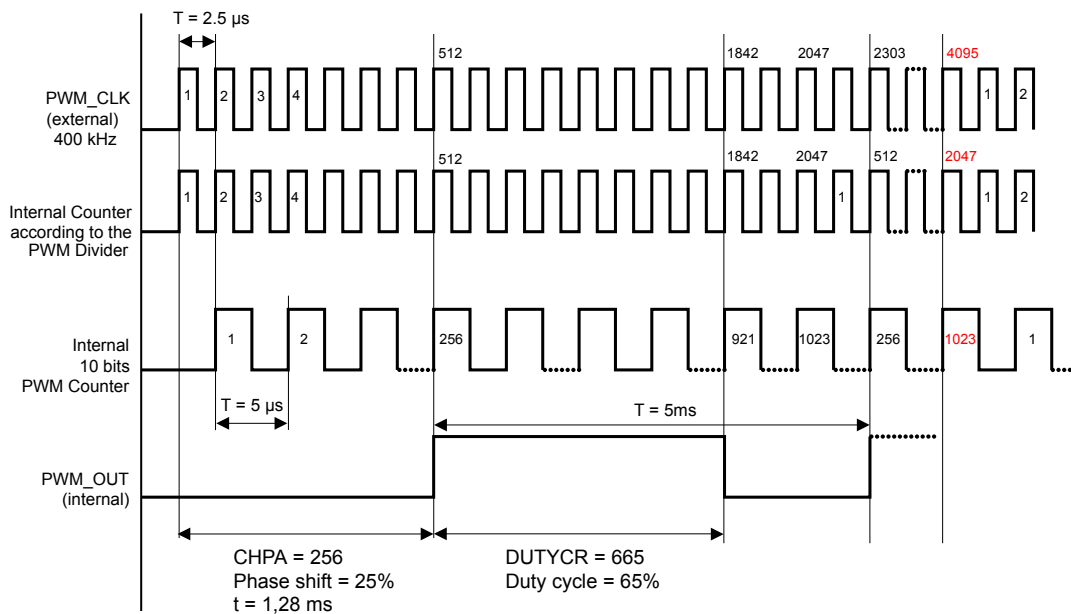 T = 2.5 µs
512 1842 2047 2303 4095
PWM_CLK
(external)
400 kHz
1 2 3 4 1 2
512 1842 2047 512 2047
Internal Counter
according to the
PWM Divider
1 2 3 4 1 1 2
Internal
10 bits
PWM Counter
1 2 256 921 1023 256 1023 1
T = 5 µs
T = 5ms
PWM_OUT
(internal)
CHPA = 256
Phase shift = 25%
t = 1,28 ms
DUTYCR = 665
Duty cycle = 65%